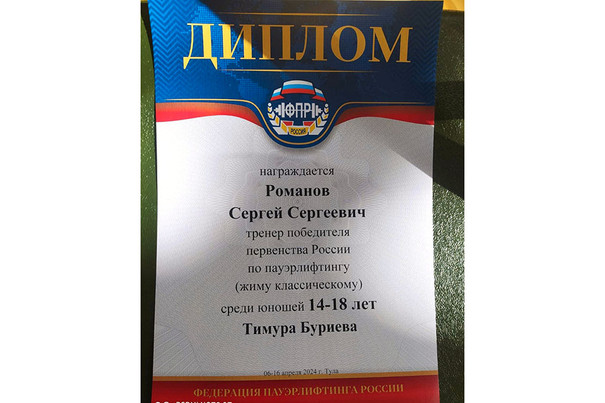 ДИПЛОМ
ФПР
РОССИЯ
награждается
Романов
Сергей Сергеевич
тренер победителя
первенства России
по пауэрлифтингу
(жиму классическому)
среди юношей 14-18 лет
Тимура Буриева
06-16 апреля 2024 г. Тула
ФЕДЕРАЦИЯ ПАУЭРЛИФТИНГА РОССИИ